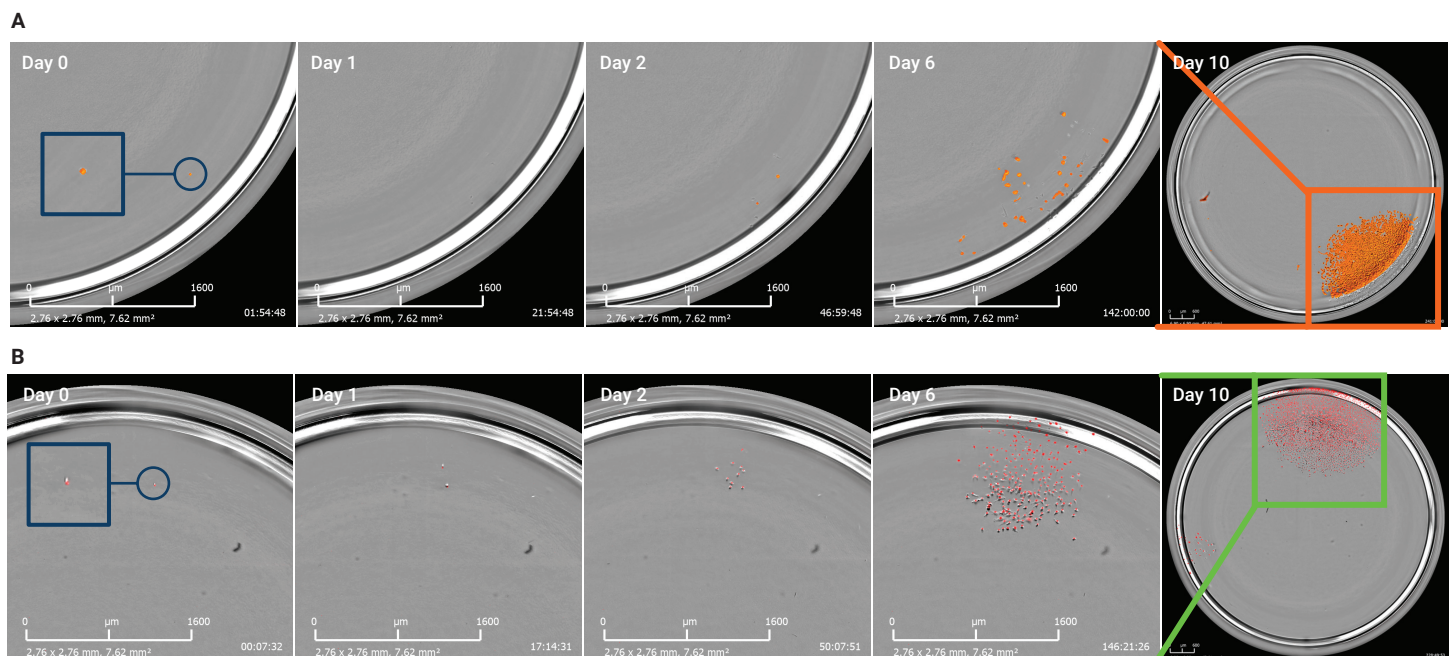 A
Day 0
Day 1
Day 2
Day 6
Day 10
0 µm 1600
2.76 x 2.76 mm, 7.62 mm²
01:54:48
0 µm 1600
2.76 x 2.76 mm, 7.62 mm²
21:54:48
0 µm 1600
2.76 x 2.76 mm, 7.62 mm²
46:59:48
0 µm 1600
2.76 x 2.76 mm, 7.62 mm²
142:00:00
0 µm
B
Day 0
Day 1
Day 2
Day 6
Day 10
0 µm 1600
2.76 x 2.76 mm, 7.62 mm²
00:07:32
0 µm 1600
2.76 x 2.76 mm, 7.62 mm²
17:14:31
0 µm 1600
2.76 x 2.76 mm, 7.62 mm²
50:07:51
0 µm 1600
2.76 x 2.76 mm, 7.62 mm²
146:21:26